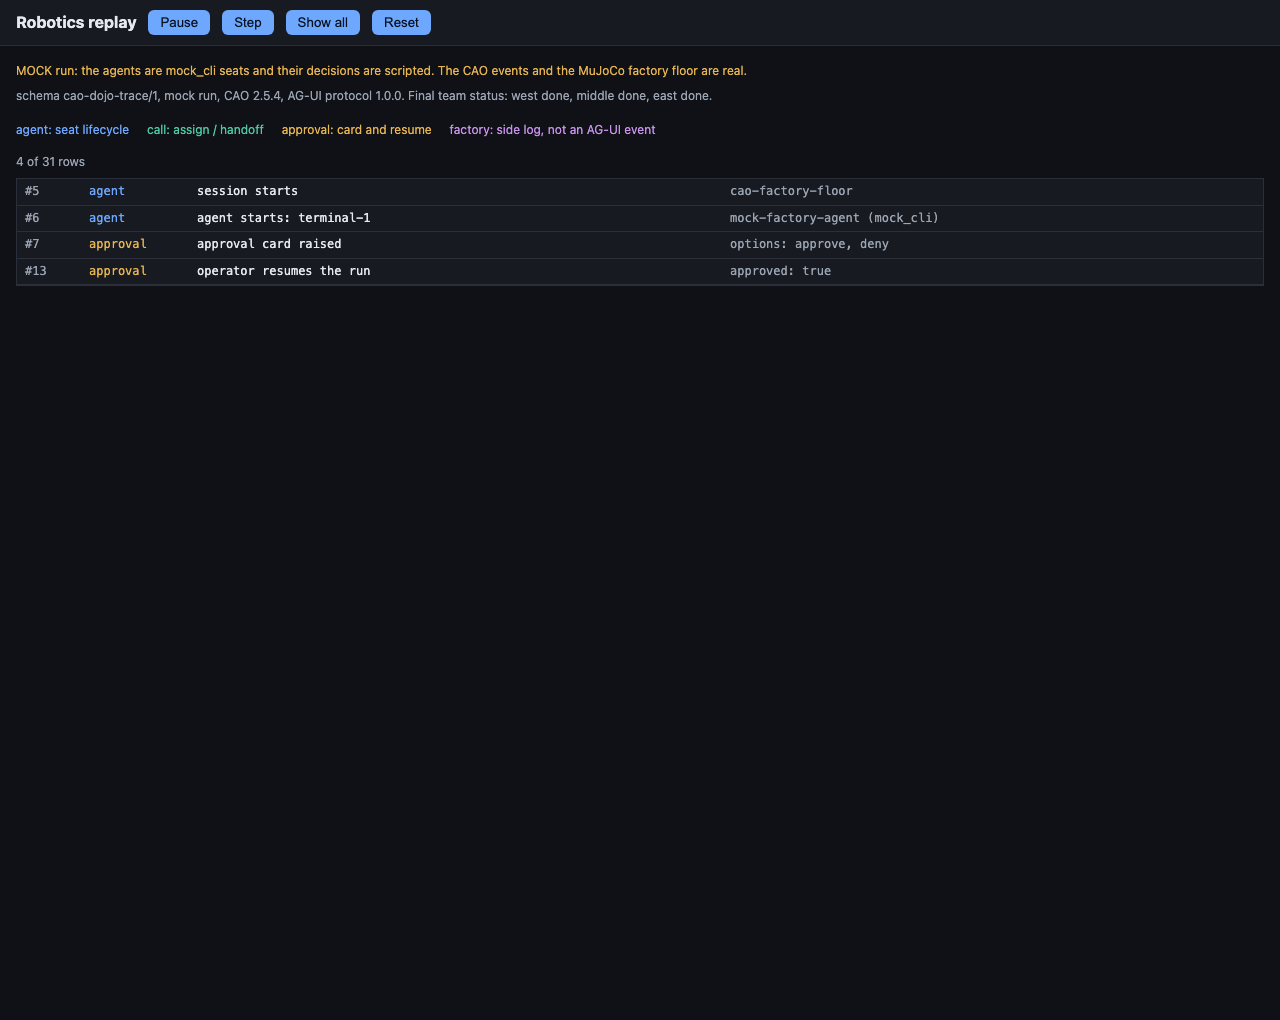 Robotics replay Pause Step Show all Reset
MOCK run: the agents are mock_cli seats and their decisions are scripted. The CAO events and the MuJoCo factory floor are real.
schema cao-dojo-trace/1, mock run, CAO 2.5.4, AG-UI protocol 1.0.0. Final team status: west done, middle done, east done.
agent: seat lifecycle call: assign / handoff approval: card and resume factory: side log, not an AG-UI event
4 of 31 rows
#5 agent session starts cao-factory-floor
#6 agent agent starts: terminal-1 mock-factory-agent (mock_cli)
#7 approval approval card raised options: approve, deny
#13 approval operator resumes the run approved: true